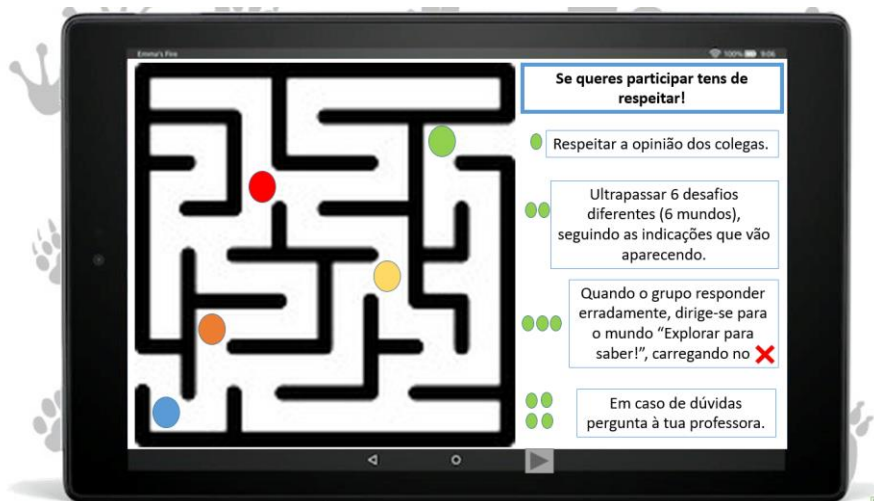 Emma's Fire
100%
9:06
Se queres participar tens de
respeitar!
Respeitar a opinião dos colegas.
Ultrapassar 6 desafios
diferentes (6 mundos),
seguindo as indicações que vão
aparecendo.
Quando o grupo responder
erradamente, dirige-se para
o mundo “Explorar para
saber!”, carregando no
Em caso de dúvidas
pergunta à tua professora.